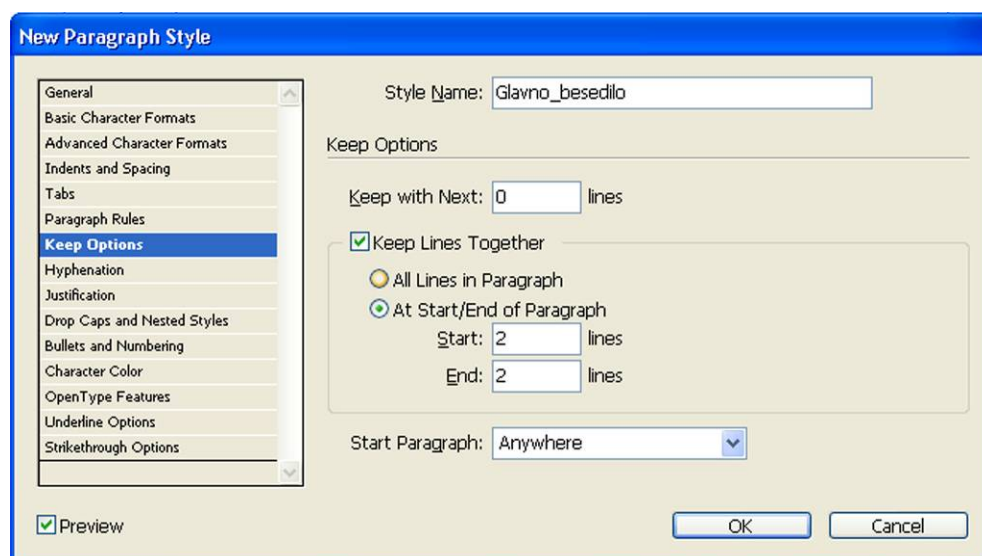 New Paragraph Style
General
Basic Character Formats
Advanced Character Formats
Indents and Spacing
Tabs
Paragraph Rules
Keep Options
Hyphenation
Justification
Drop Caps and Nested Styles
Bullets and Numbering
Character Color
OpenType Features
Underline Options
Strikethrough Options
Style Name: Glavno_besedilo
Keep Options
Keep with Next: 0 lines
Keep Lines Together
All Lines in Paragraph
At Start/End of Paragraph
Start: 2 lines
End: 2 lines
Start Paragraph: Anywhere
Preview
OK Cancel